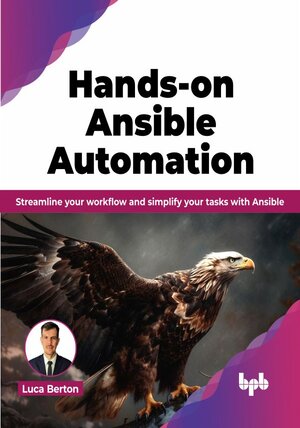 Hands-on
Ansible
Automation
Streamline your workflow and simplify your tasks with Ansible
Luca Berton
bpb